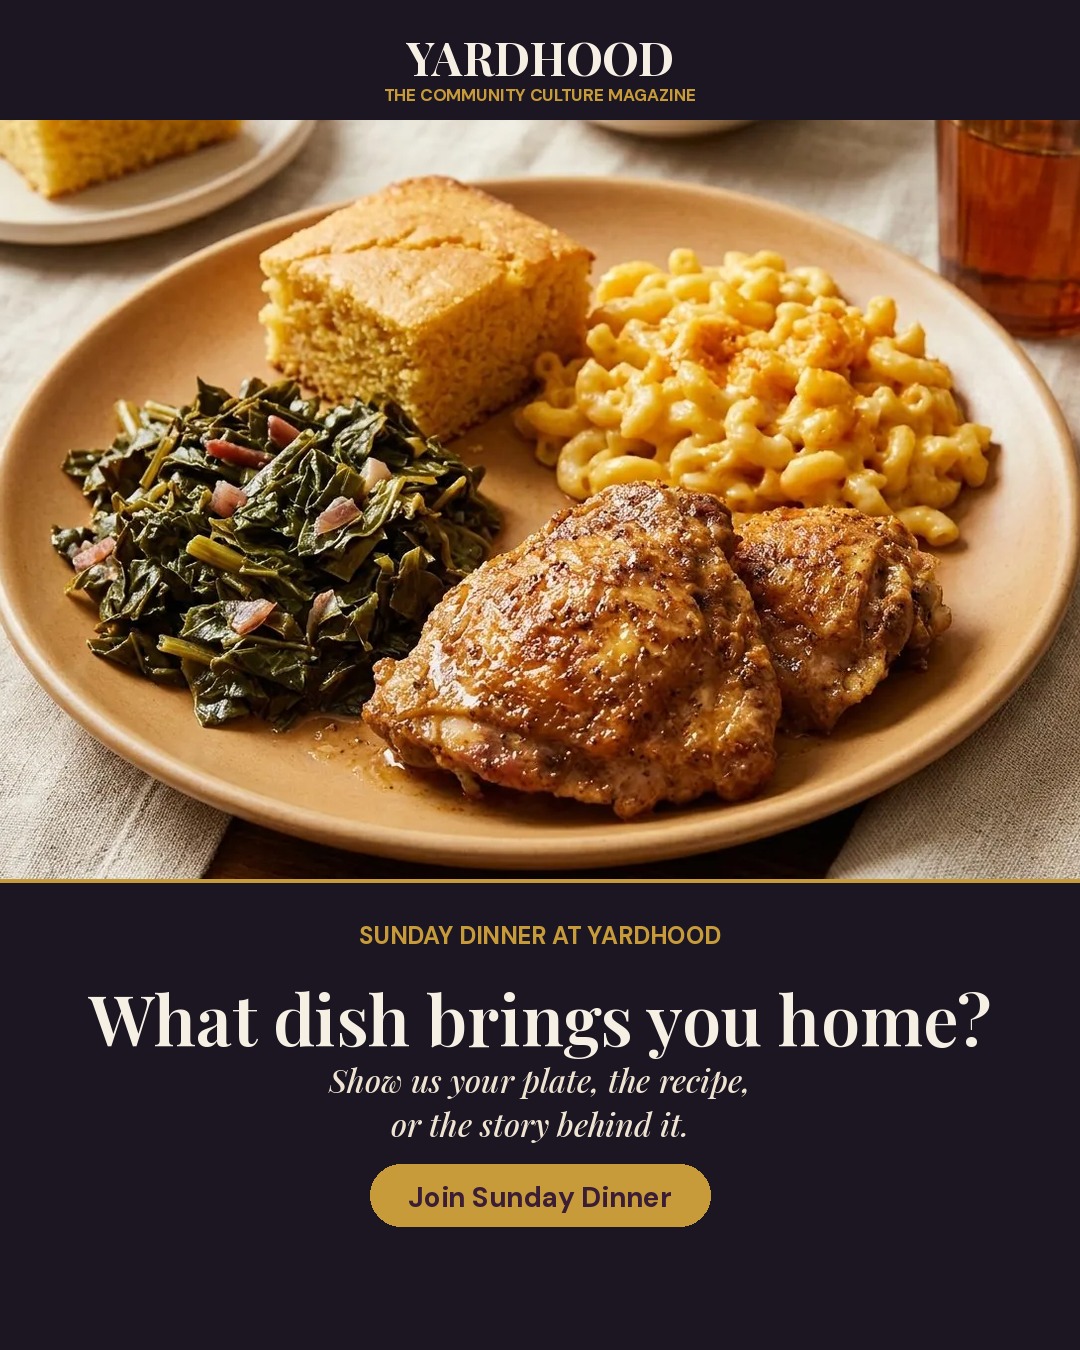 YARDHOOD
THE COMMUNITY CULTURE MAGAZINE
SUNDAY DINNER AT YARDHOOD
What dish brings you home?
Show us your plate, the recipe,
or the story behind it.
Join Sunday Dinner